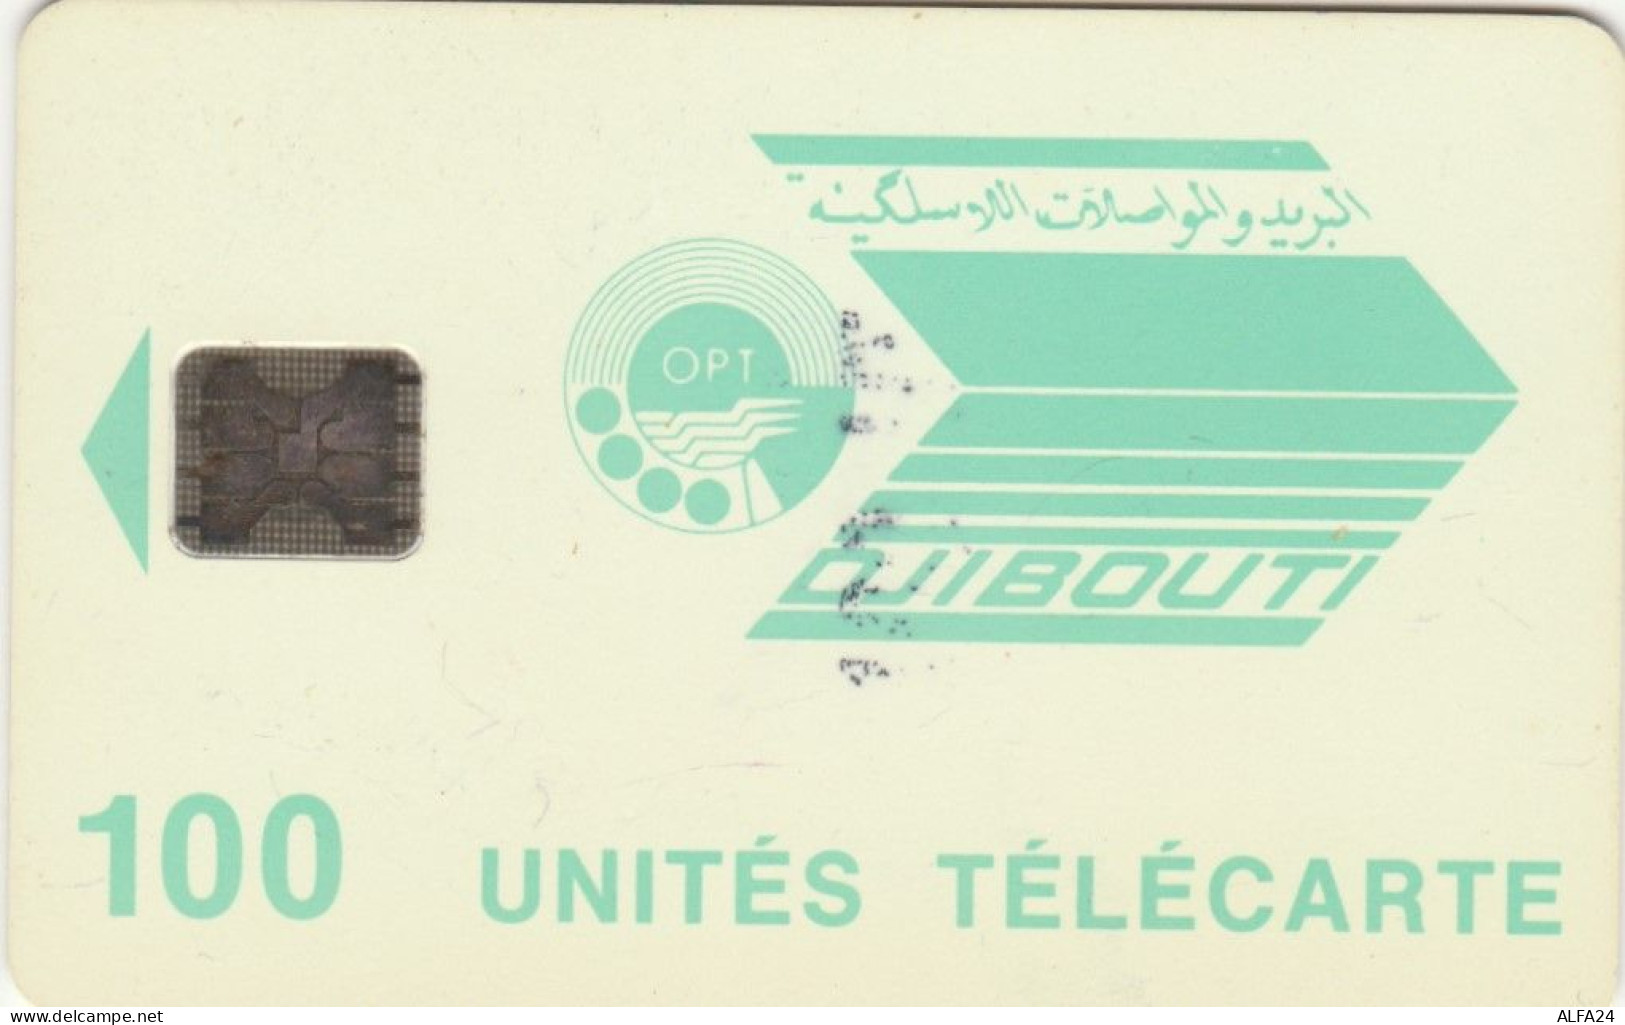 البريد والمواصلات اللاسلكية
OPT
DJIBOUTI
100 UNITÉS TÉLÉCARTE
www.delcampe.net
ALFA24